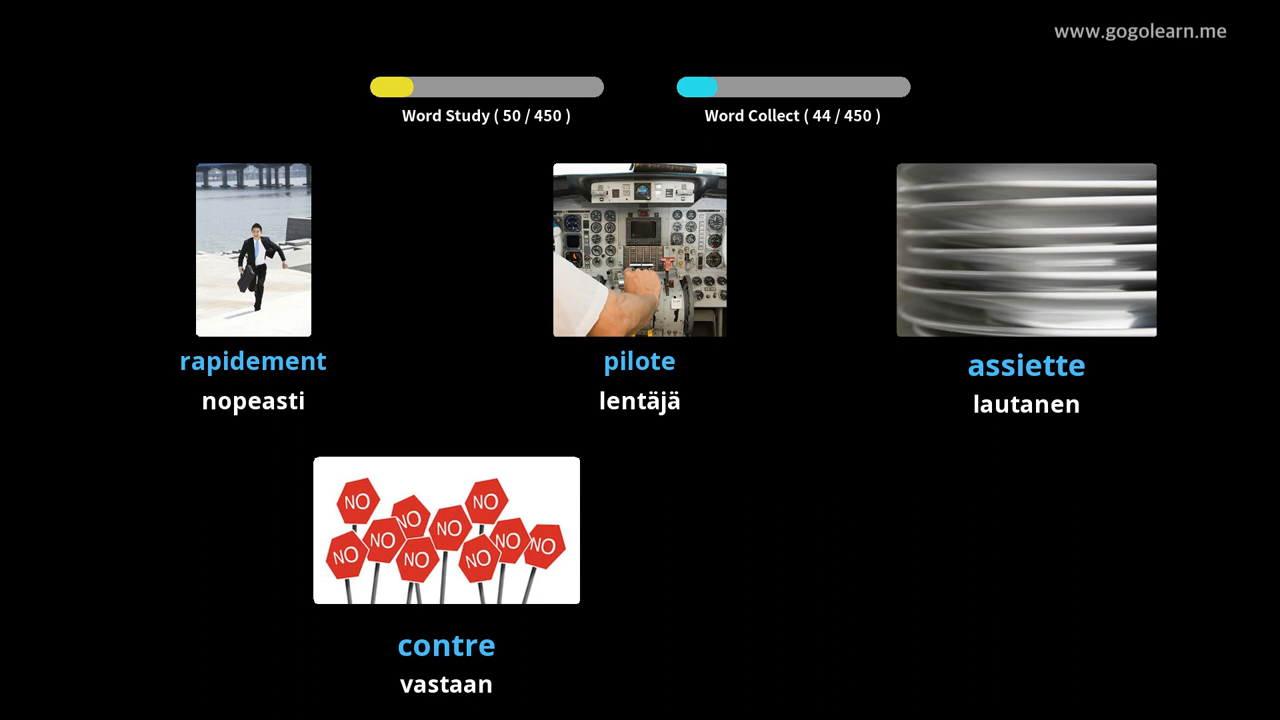 www.gogolearn.me
Word Study ( 50 / 450 )
Word Collect ( 44 / 450 )
rapidement
nopeasti
pilote
lentäjä
assiette
lautanen
NO
NO
NO
NO
NO
NO
NO
NO
NO
NO
contre
vastaan